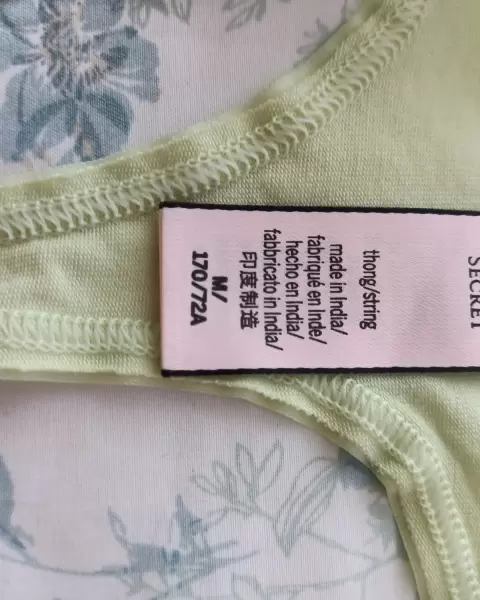 SECRET
thong/string
made in India/
fabriqué en Inde/
hecho en India/
fabbricato in India/
印度制造
M/
170/72A